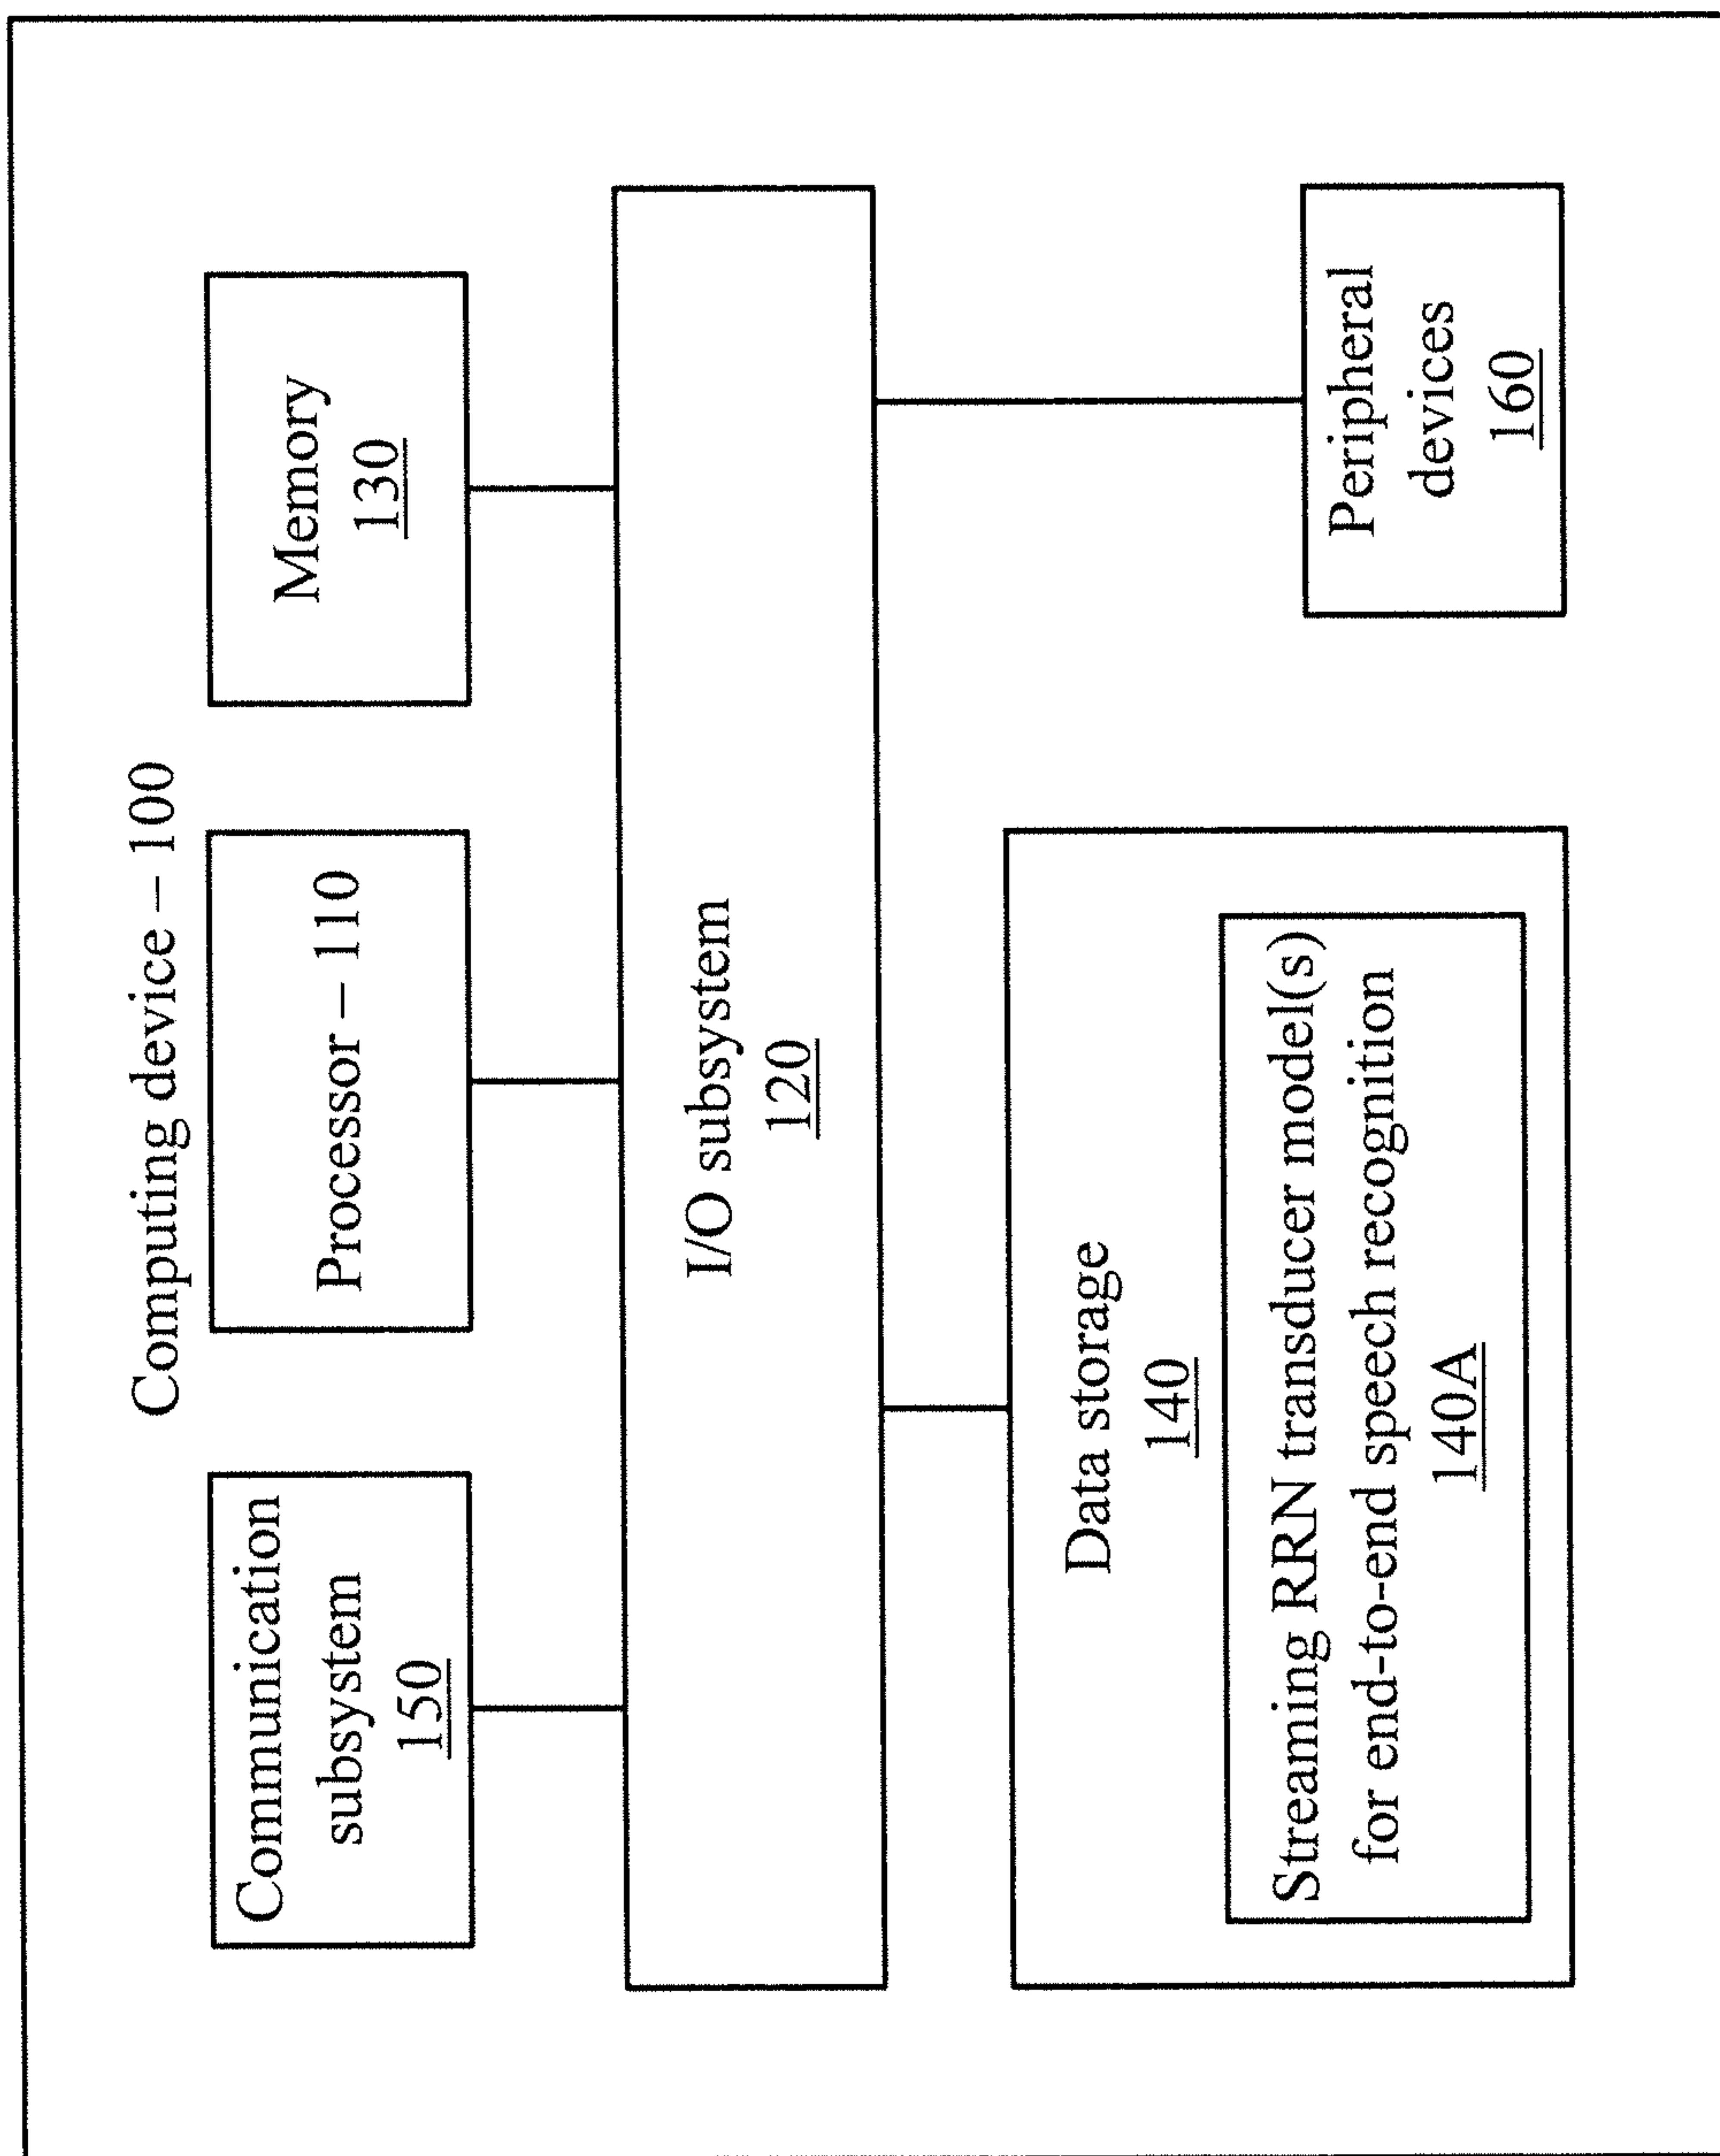 Computing device – 100
Communication
subsystem
150
Processor – 110
Memory
130
I/O subsystem
120
Data storage
140
Streaming RRN transducer model(s)
for end-to-end speech recognition
140A
Peripheral
devices
160